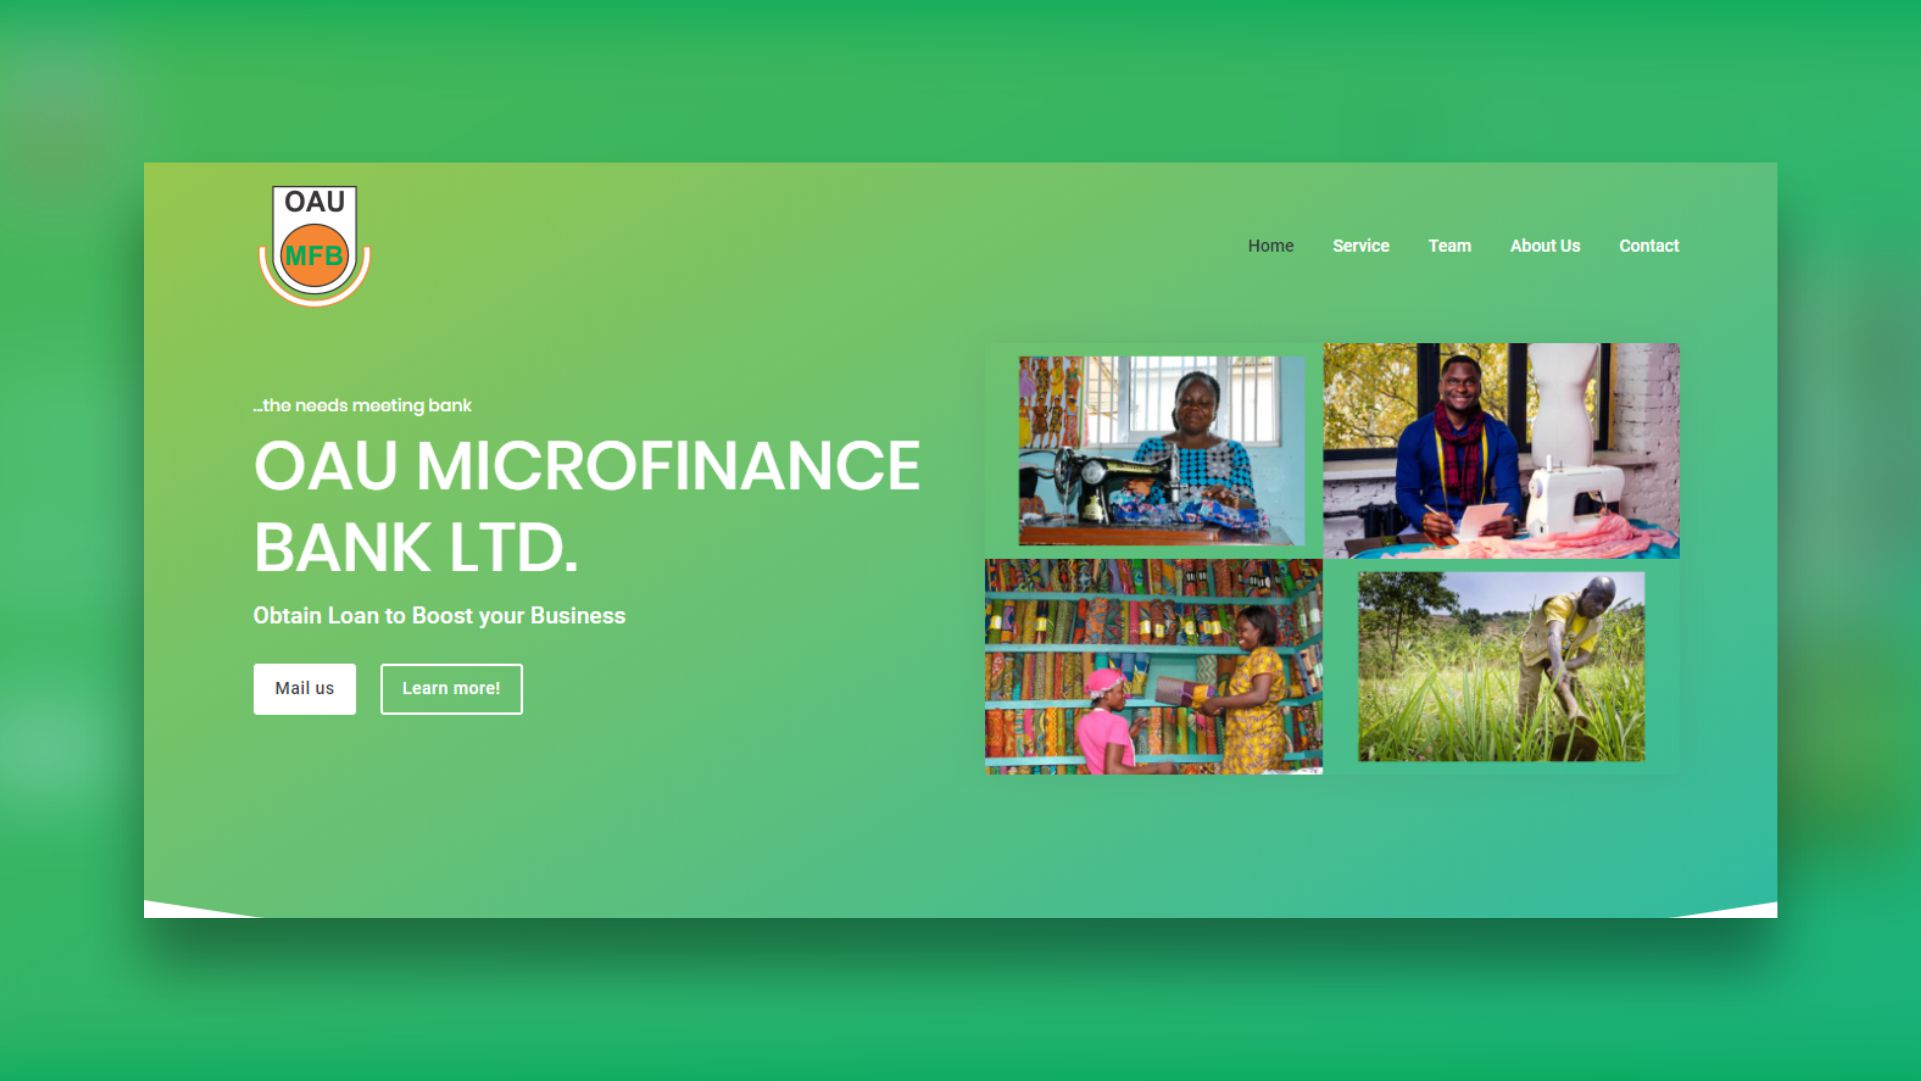 OAU
MFB
Home Service Team About Us Contact
...the needs meeting bank
OAU MICROFINANCE
BANK LTD.
Obtain Loan to Boost your Business
Mail us Learn more!